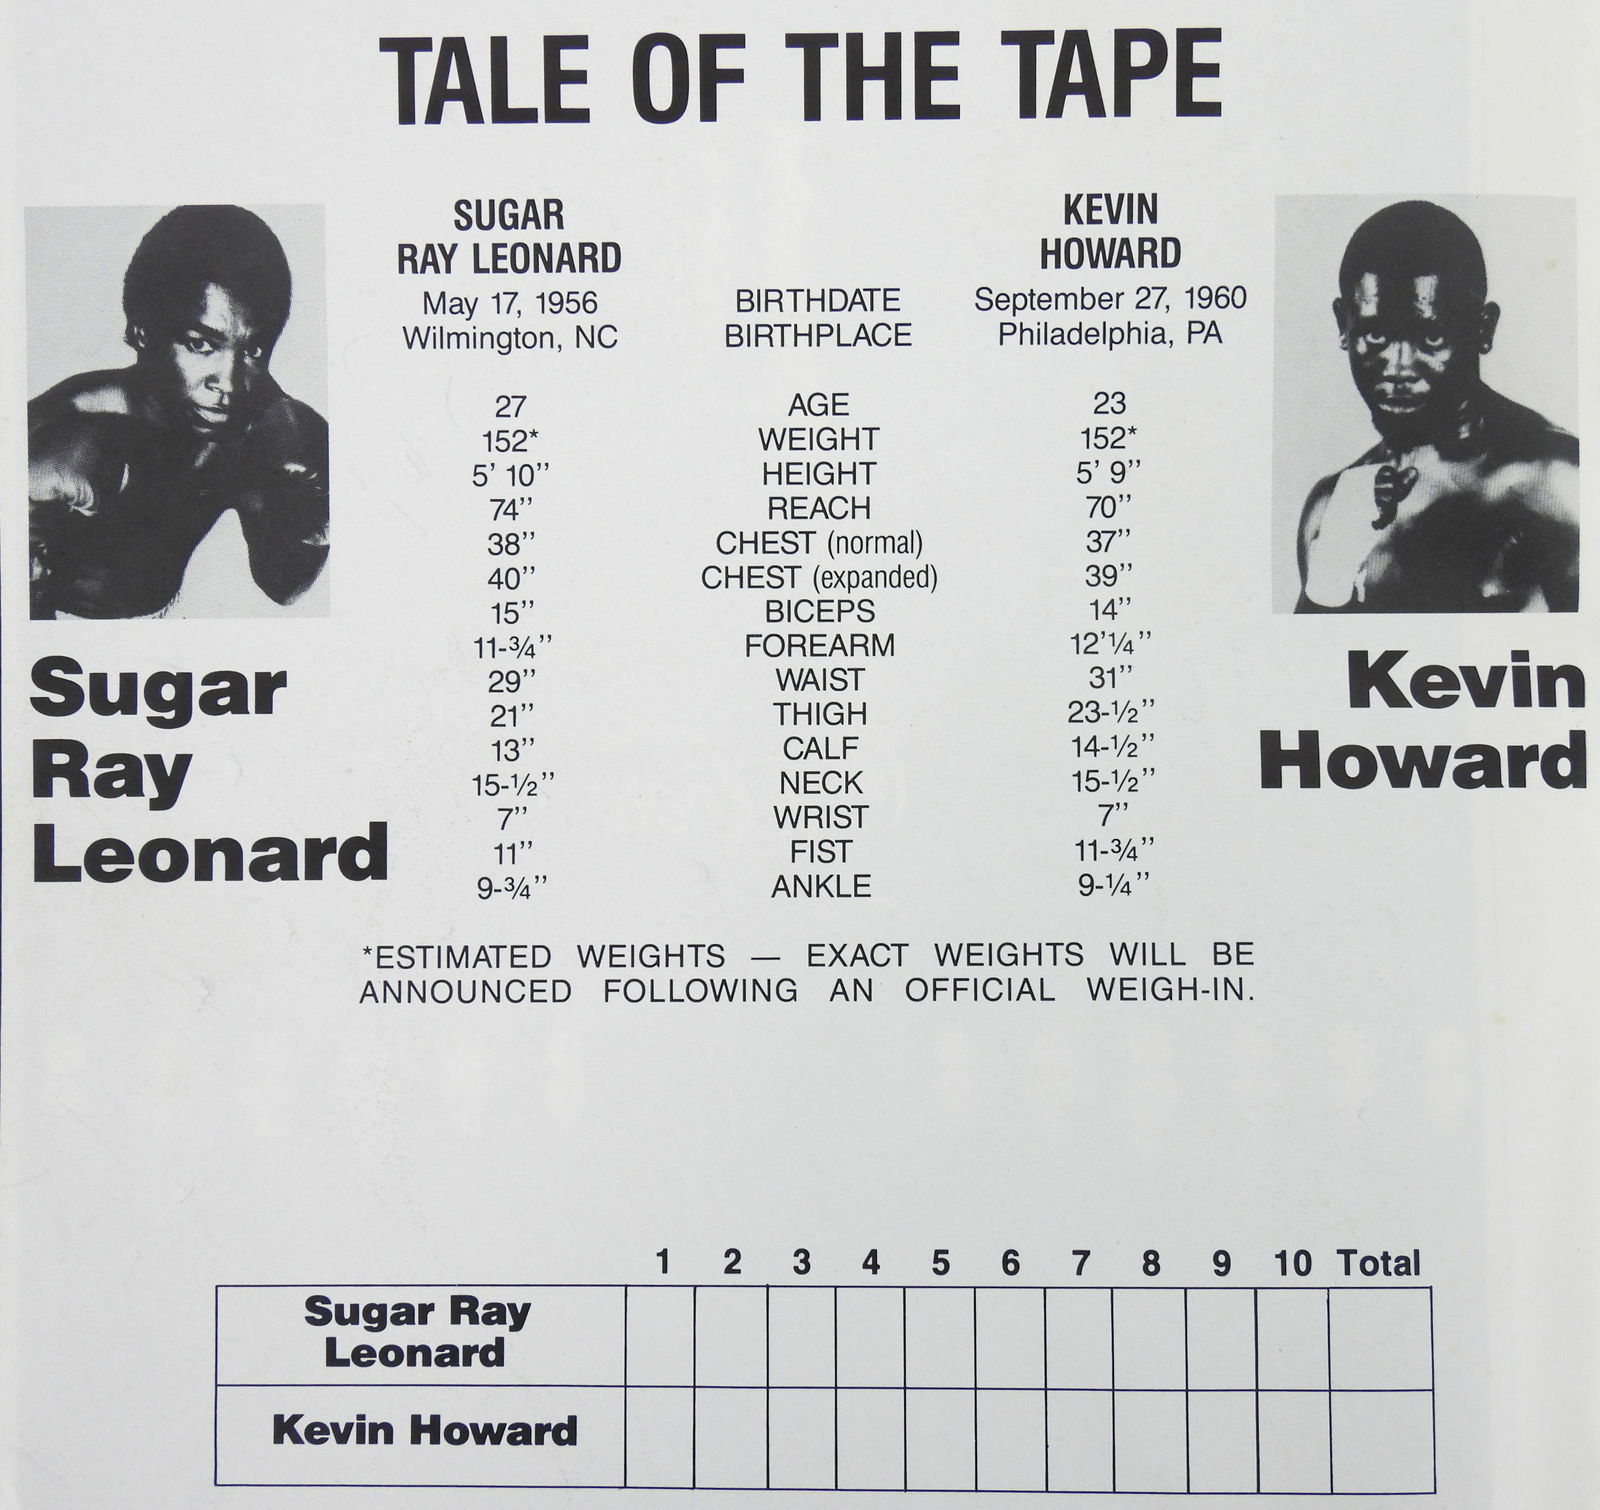 TALE OF THE TAPE
SUGAR
RAY LEONARD
KEVIN
HOWARD
May 17, 1956 BIRTHDATE September 27, 1960
Wilmington, NC BIRTHPLACE Philadelphia, PA
27 AGE 23
152* WEIGHT 152*
5' 10'' HEIGHT 5' 9''
74'' REACH 70''
38'' CHEST (normal) 37''
40'' CHEST (expanded) 39''
15'' BICEPS 14''
11-¾'' FOREARM 12'¼''
29'' WAIST 31''
21'' THIGH 23-½''
13'' CALF 14-½''
15-½'' NECK 15-½''
7'' WRIST 7''
11'' FIST 11-¾''
9-¾'' ANKLE 9-¼''
Sugar
Ray
Leonard
Kevin
Howard
*ESTIMATED WEIGHTS — EXACT WEIGHTS WILL BE
ANNOUNCED FOLLOWING AN OFFICIAL WEIGH-IN.
1 2 3 4 5 6 7 8 9 10 Total
Sugar Ray
Leonard
Kevin Howard